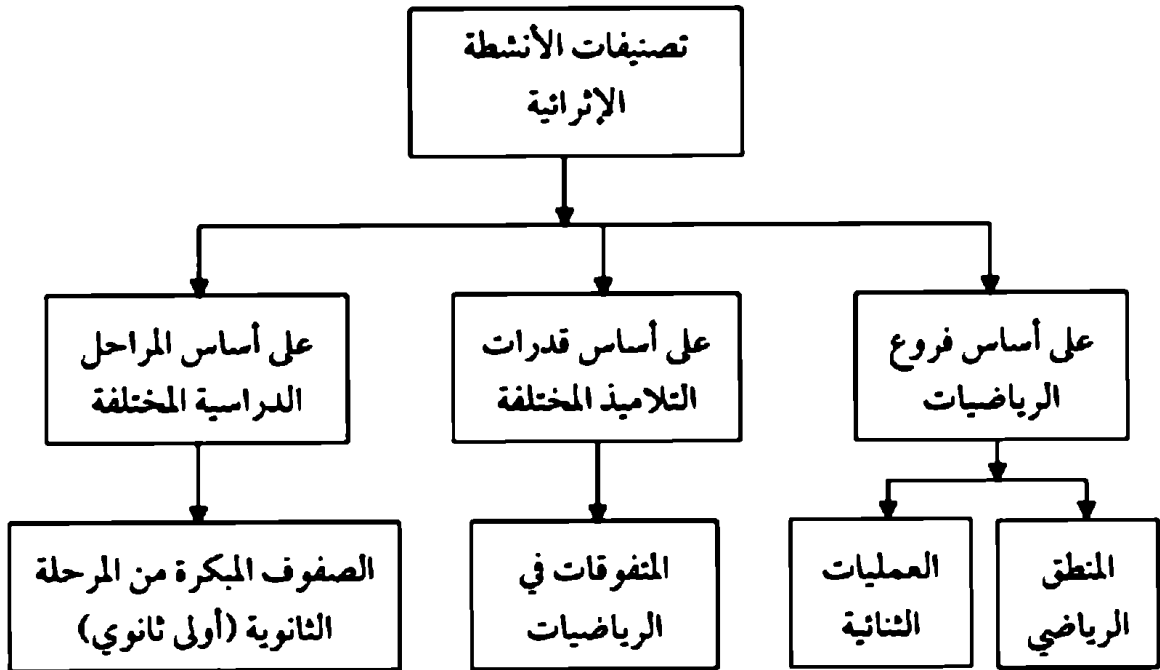 تصنيفات الأنشطة
الإثرائية
على أساس فروع
الرياضيات
على أساس قدرات
التلاميذ المختلفة
على أساس المراحل
الدراسية المختلفة
المنطق
الرياضي
العمليات
الثنائية
المتفوقات في
الرياضيات
الصفوف المبكرة من المرحلة
الثانوية (أولى ثانوي)